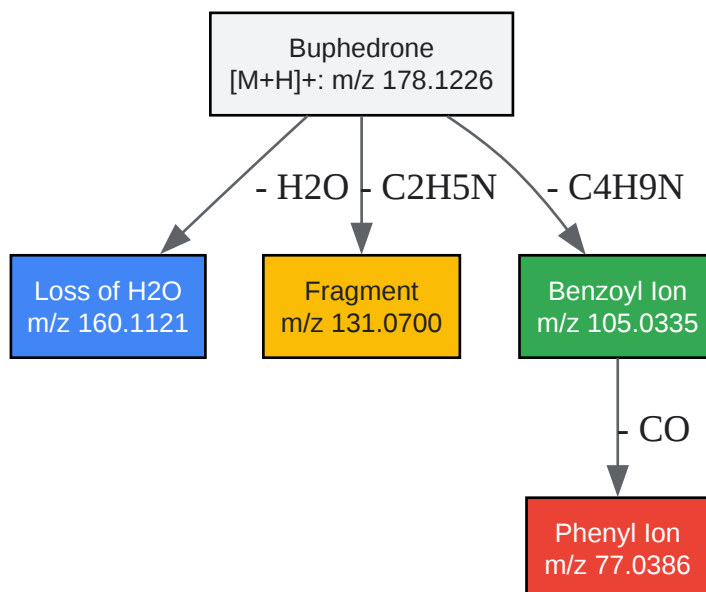 Buphedrone
[M+H]+: m/z 178.1226
- H2O
- C2H5N
- C4H9N
Loss of H2O
m/z 160.1121
Fragment
m/z 131.0700
Benzoyl Ion
m/z 105.0335
- CO
Phenyl Ion
m/z 77.0386